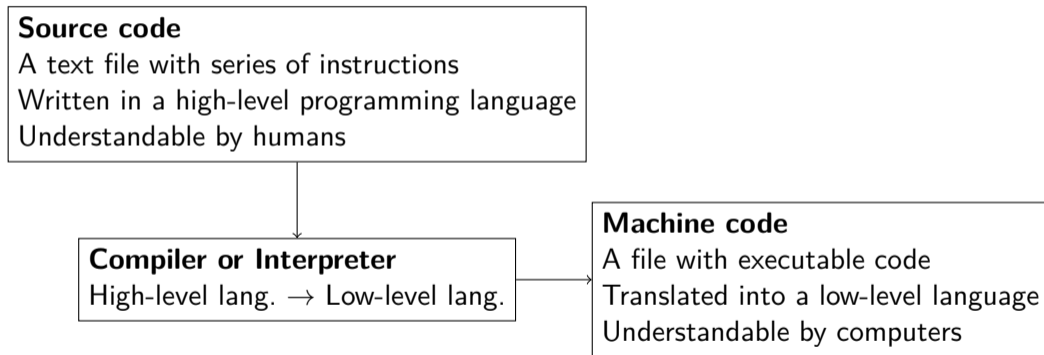 Source code
A text file with series of instructions
Written in a high-level programming language
Understandable by humans
Compiler or Interpreter
High-level lang. → Low-level lang.
Machine code
A file with executable code
Translated into a low-level language
Understandable by computers